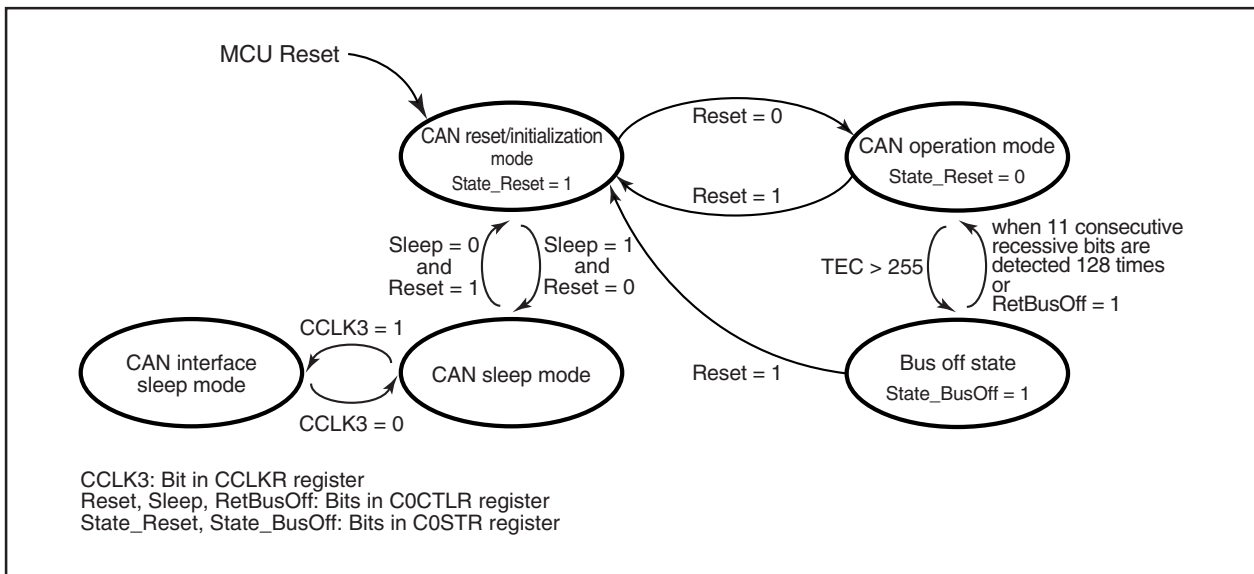 MCU Reset
CAN reset/initialization
mode
State_Reset = 1
Reset = 0
CAN operation mode
State_Reset = 0
Reset = 1
Sleep = 0
and
Reset = 1
Sleep = 1
and
Reset = 0
TEC > 255
when 11 consecutive
recessive bits are
detected 128 times
or
RetBusOff = 1
CCLK3 = 1
CAN interface
sleep mode
CAN sleep mode
CCLK3 = 0
Reset = 1
Bus off state
State_BusOff = 1
CCLK3: Bit in CCLKR register
Reset, Sleep, RetBusOff: Bits in C0CTLR register
State_Reset, State_BusOff: Bits in C0STR register